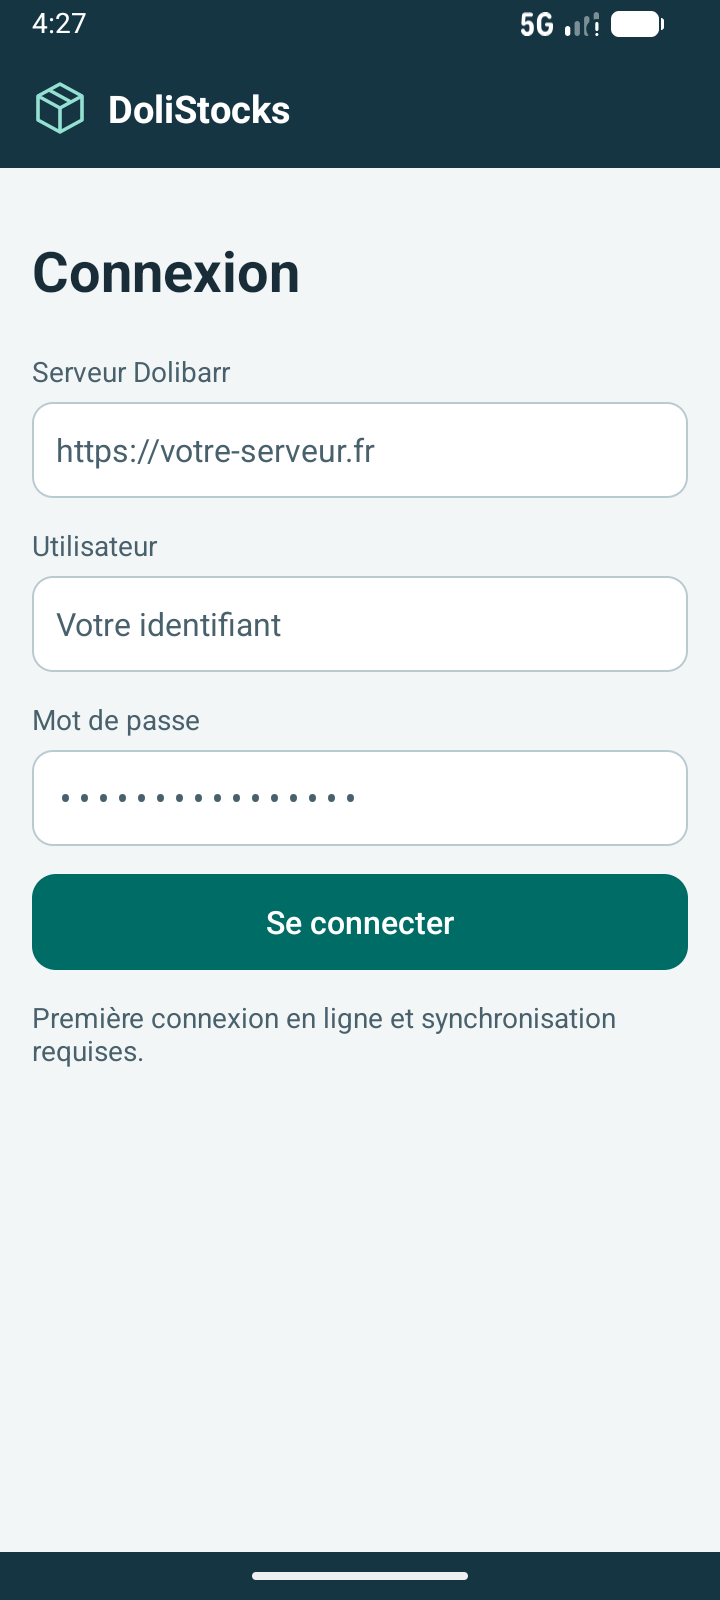 4:27
5G
DoliStocks
Connexion
Serveur Dolibarr
https://votre-serveur.fr
Utilisateur
Votre identifiant
Mot de passe
••••••••••••••••
Se connecter
Première connexion en ligne et synchronisation
requises.